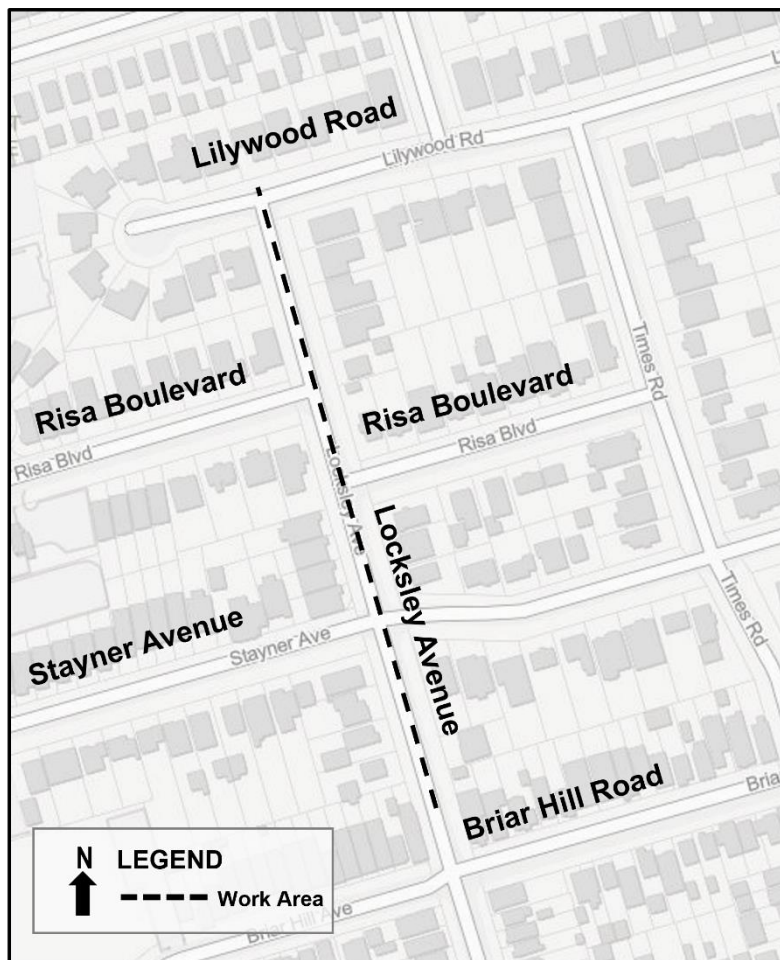 Lilywood Road
Lilywood Rd
Risa Boulevard
Risa Boulevard
Times Rd
Risa Blvd
Risa Blvd
Locksley Ave
Locksley Avenue
Stayner Avenue
Stayner Ave
Times Rd
Briar Hill Road
Bria
N LEGEND
Work Area
Briar Hill Ave